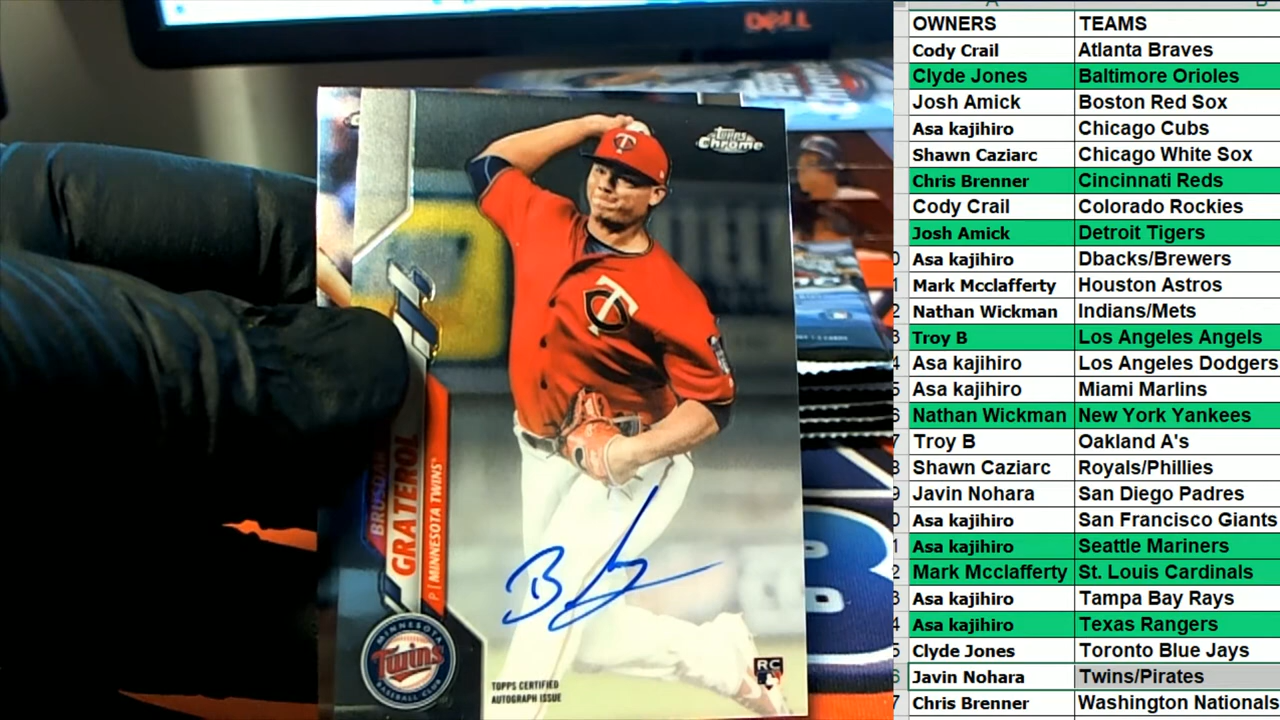 DELL
Topps Chrome
7
T
C
BRUSDAR
GRATEROL
P | MINNESOTA TWINS®
MINNESOTA
Twins
BASEBALL CLUB
TOPPS CERTIFIED
AUTOGRAPH ISSUE
RC
OWNERS TEAMS
Cody Crail Atlanta Braves
Clyde Jones Baltimore Orioles
Josh Amick Boston Red Sox
Asa kajihiro Chicago Cubs
Shawn Caziarc Chicago White Sox
Chris Brenner Cincinnati Reds
Cody Crail Colorado Rockies
Josh Amick Detroit Tigers
Asa kajihiro Dbacks/Brewers
Mark Mcclafferty Houston Astros
Nathan Wickman Indians/Mets
Troy B Los Angeles Angels
Asa kajihiro Los Angeles Dodgers
Asa kajihiro Miami Marlins
Nathan Wickman New York Yankees
Troy B Oakland A's
Shawn Caziarc Royals/Phillies
Javin Nohara San Diego Padres
Asa kajihiro San Francisco Giants
Asa kajihiro Seattle Mariners
Mark Mcclafferty St. Louis Cardinals
Asa kajihiro Tampa Bay Rays
Asa kajihiro Texas Rangers
Clyde Jones Toronto Blue Jays
Javin Nohara Twins/Pirates
Chris Brenner Washington Nationals